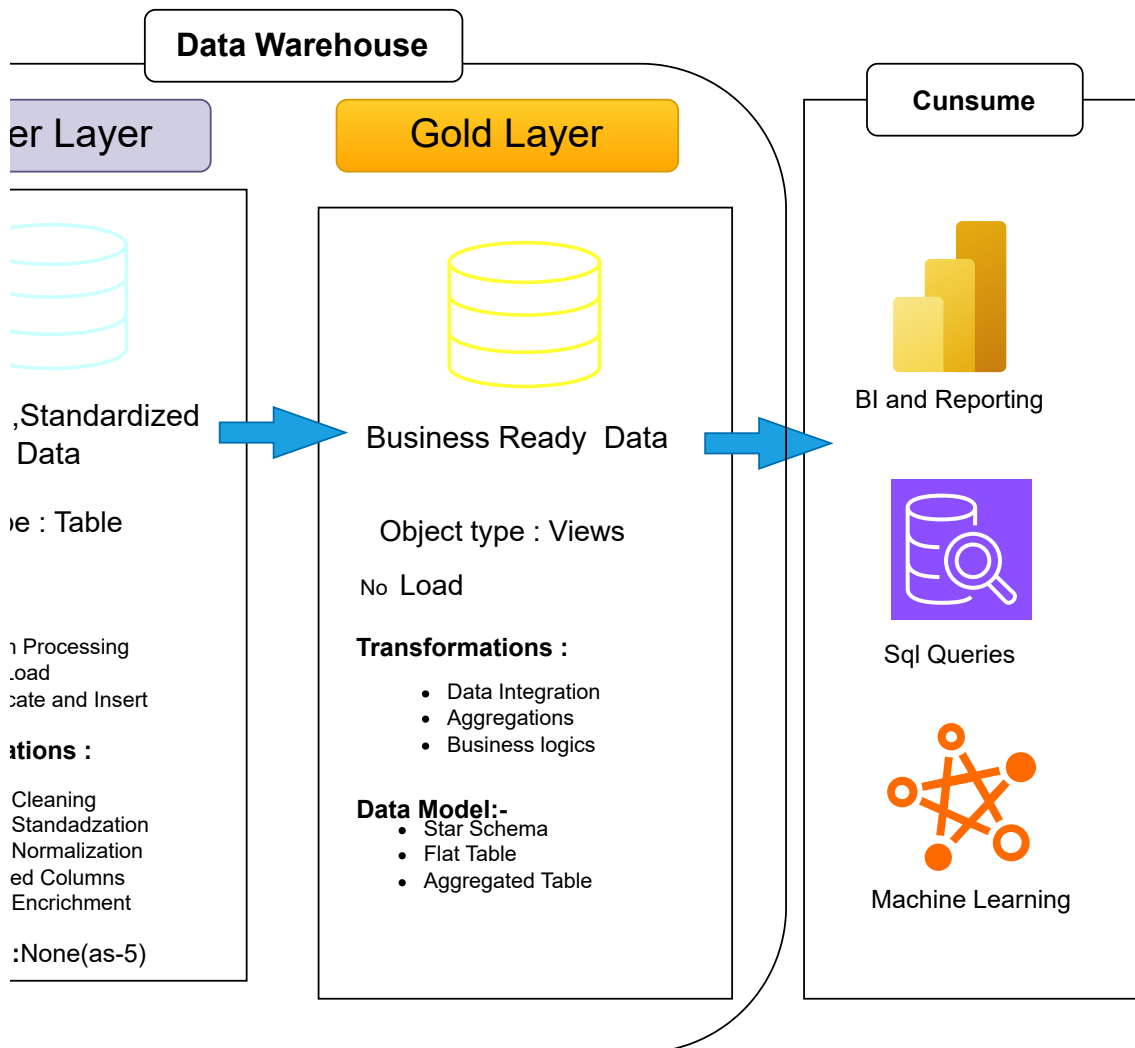 Data Warehouse
er Layer
,Standardized
Data
pe : Table
n Processing
Load
cate and Insert
ations :
Cleaning
Standadzation
Normalization
ed Columns
Encrichment
:None(as-5)
Gold Layer
Business Ready Data
Object type : Views
No Load
Transformations :
• Data Integration
• Aggregations
• Business logics
Data Model:-
• Star Schema
• Flat Table
• Aggregated Table
Cunsume
BI and Reporting
Sql Queries
Machine Learning